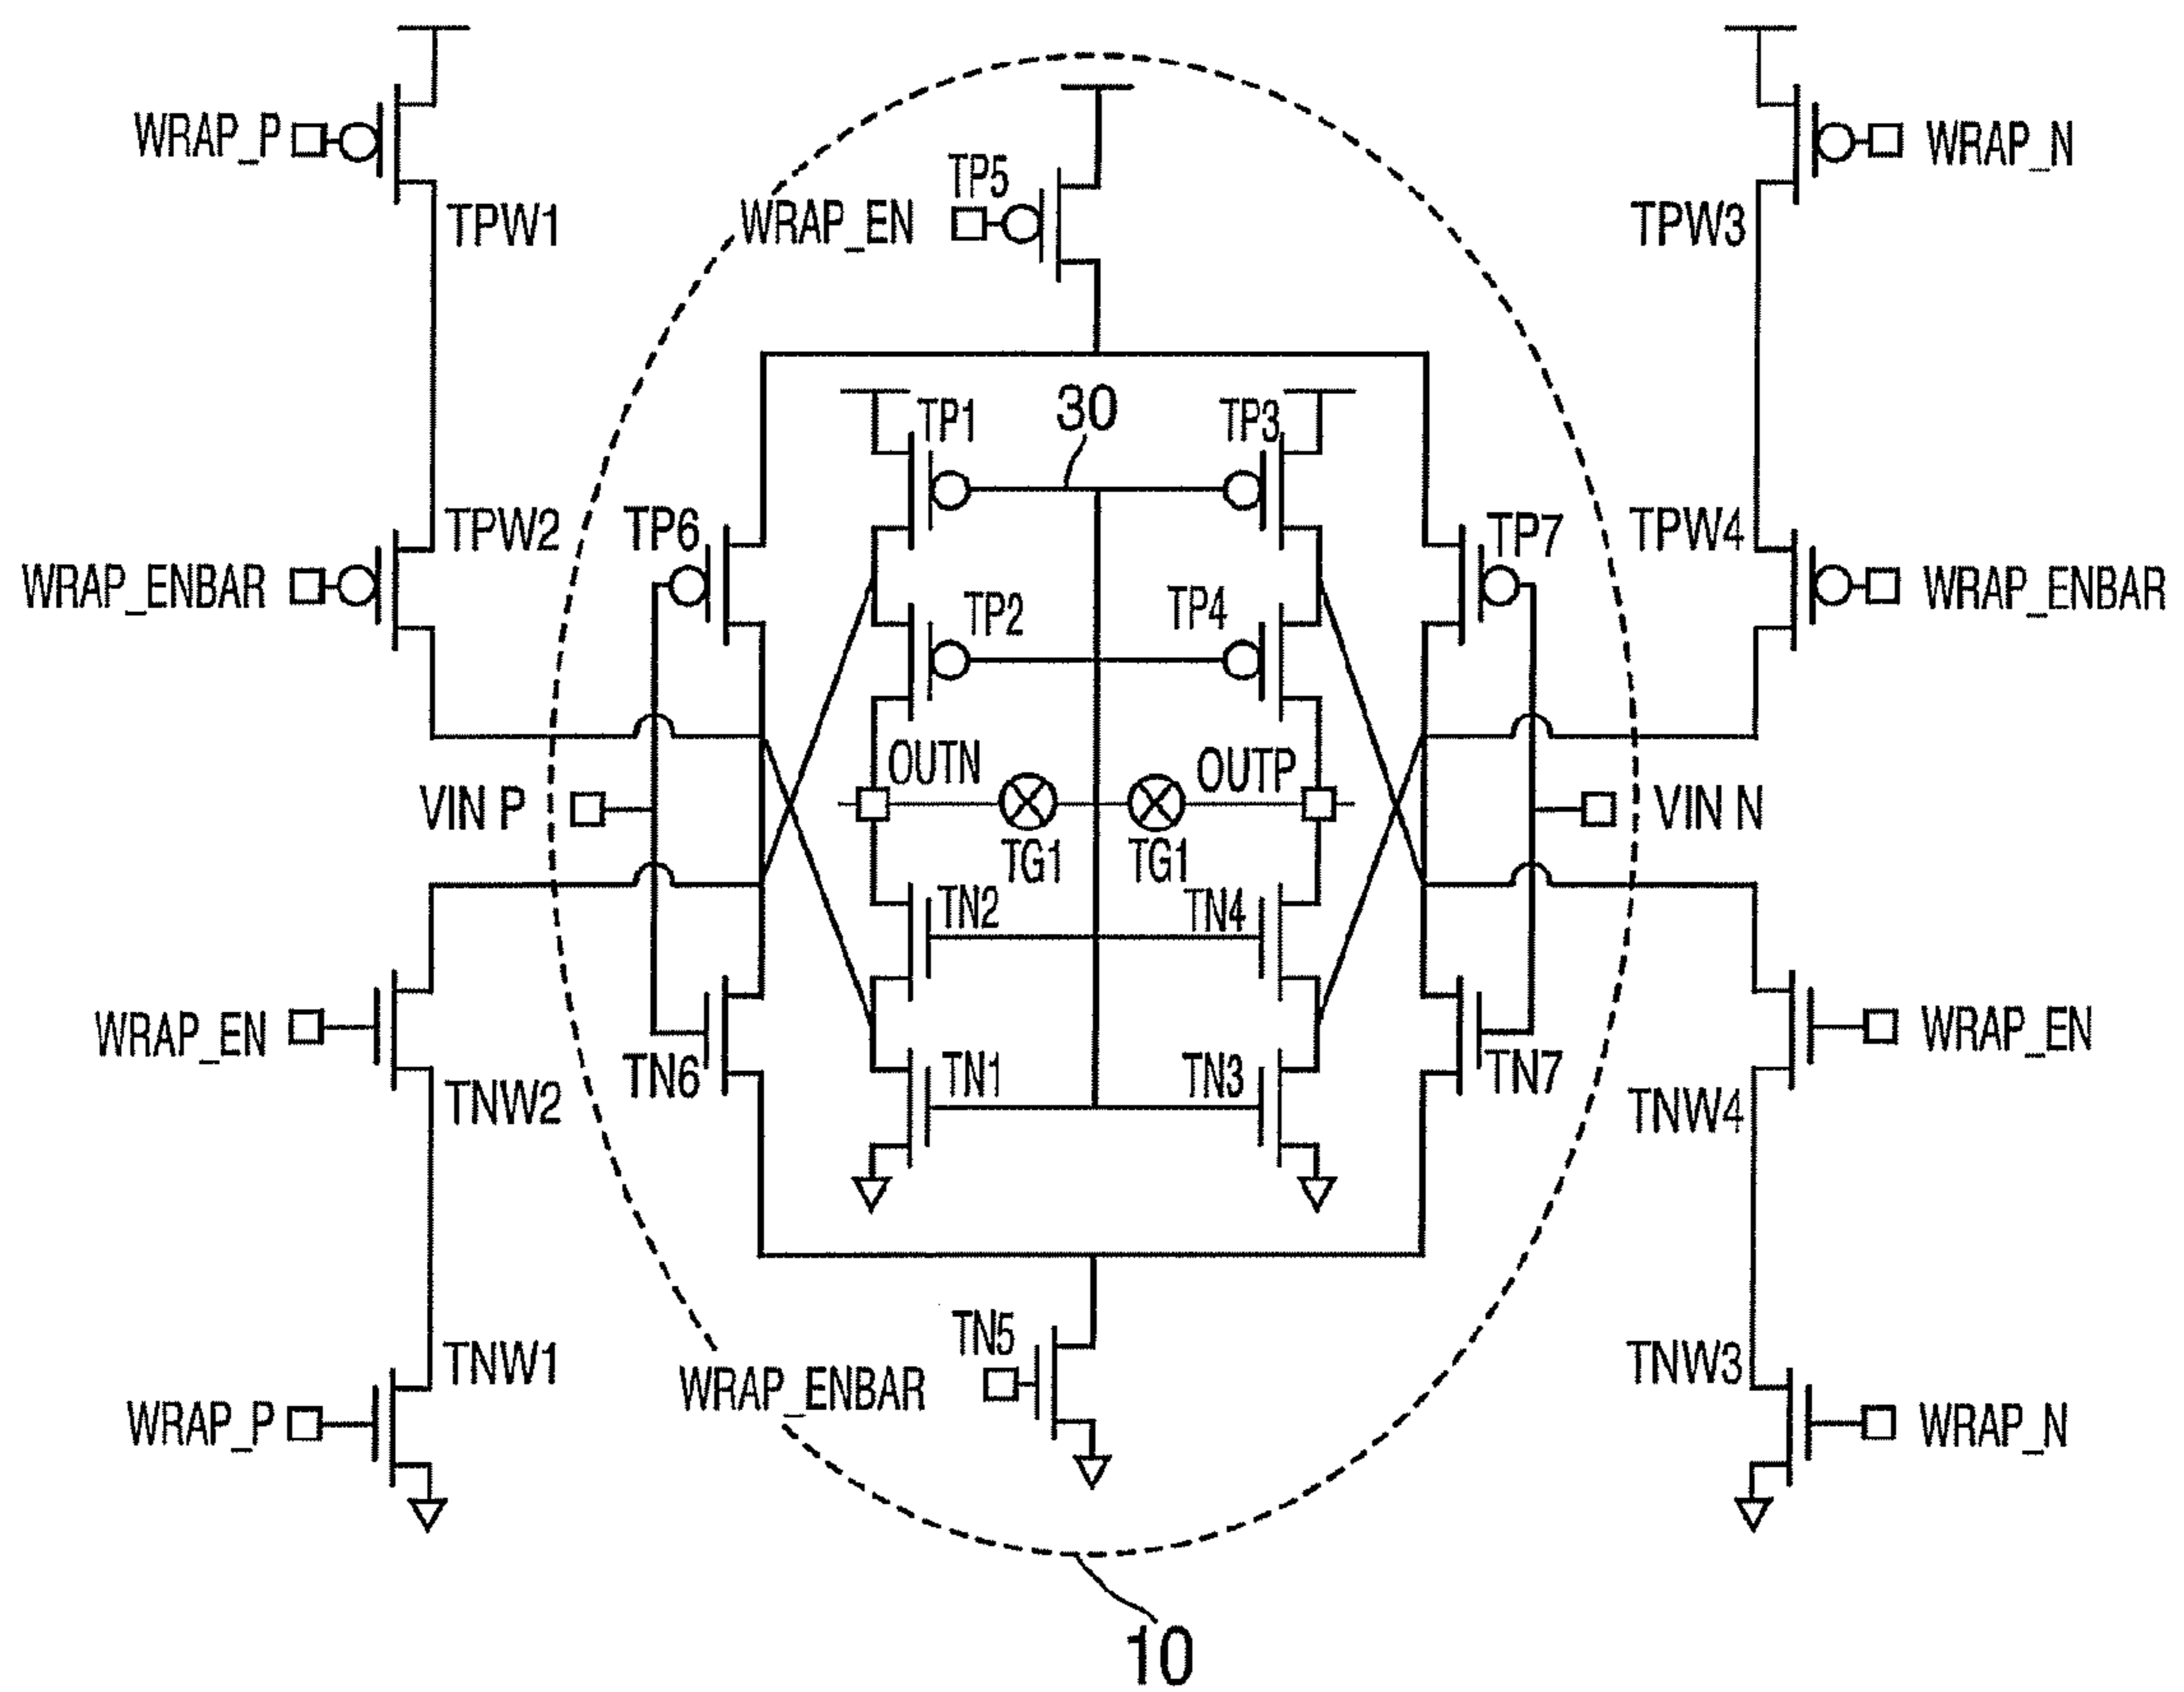 WRAP_P
WRAP_N
TP5
WRAP_EN
TPW1
TPW3
30
TP1
TP3
TPW2
TP6
TP7
TPW4
WRAP_ENBAR
TP2
TP4
WRAP_ENBAR
OUTN
OUTP
VIN P
VIN N
TG1
TG1
TN2
TN4
WRAP_EN
TN6
TN1
TN3
TN7
WRAP_EN
TNW2
TNW4
TN5
TNW1
TNW3
WRAP_ENBAR
WRAP_P
WRAP_N
10